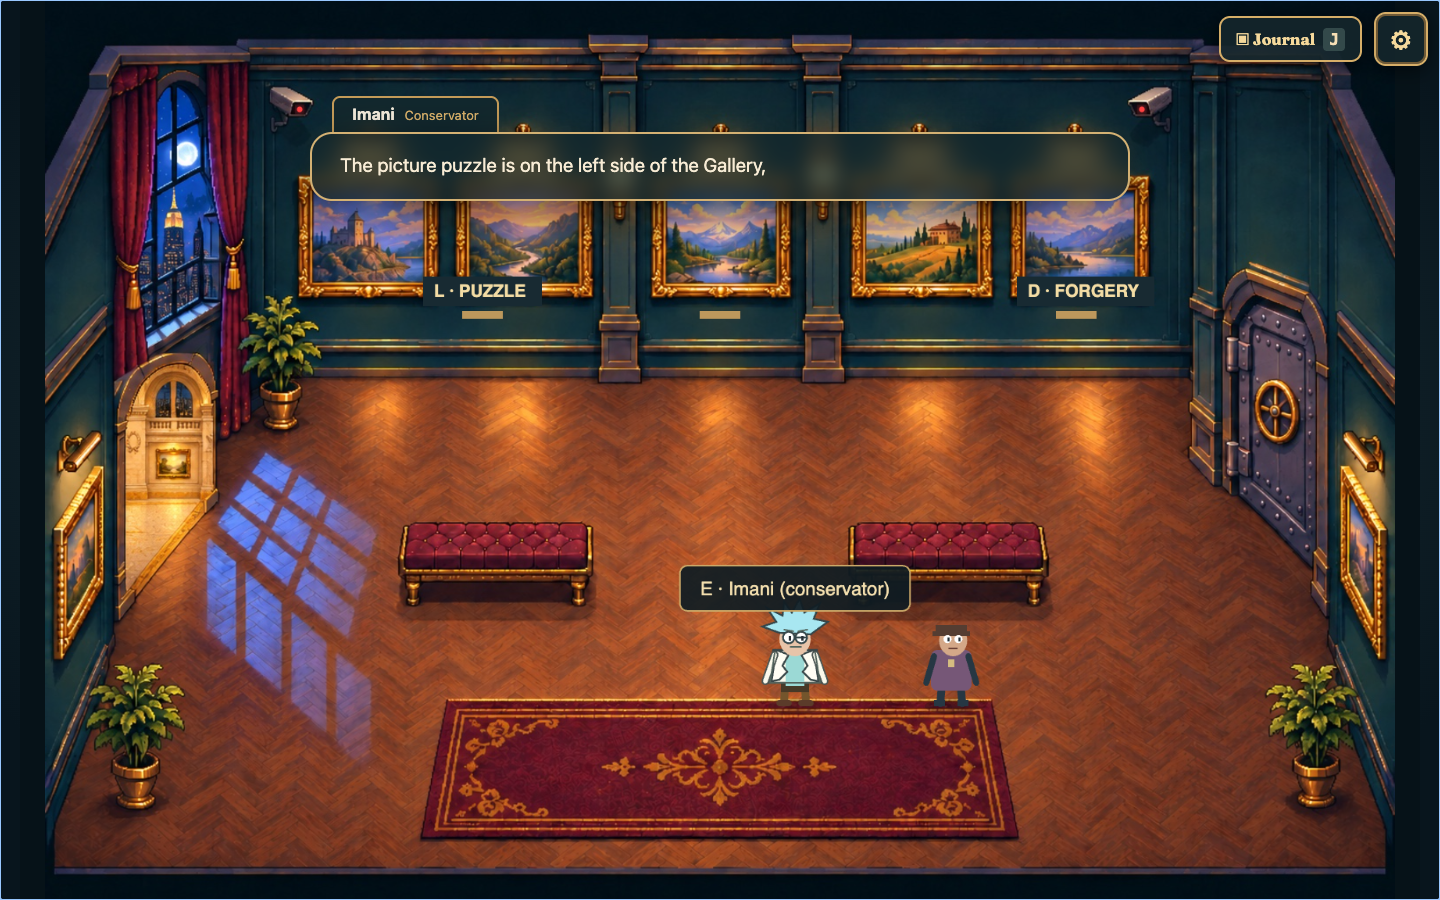 Journal J
Imani Conservator
The picture puzzle is on the left side of the Gallery,
L · PUZZLE
D · FORGERY
E · Imani (conservator)